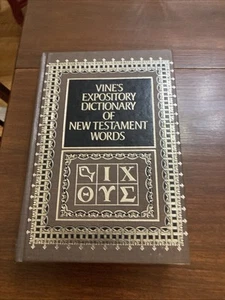 VINE'S
EXPOSITORY
DICTIONARY
OF
NEW TESTAMENT
WORDS
Ι Χ
Θ Υ Σ